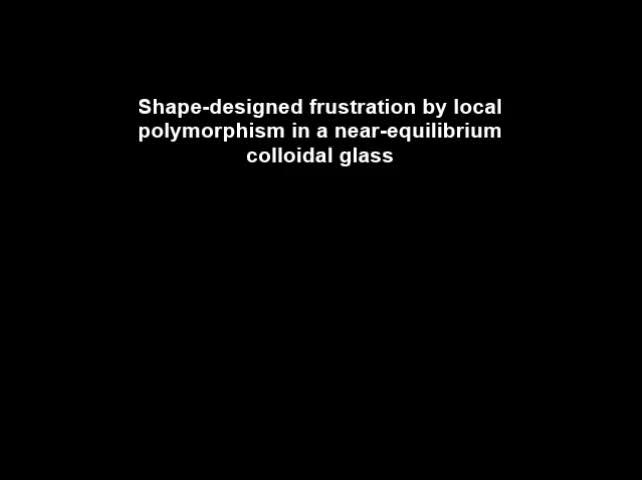 Shape-designed frustration by local
polymorphism in a near-equilibrium
colloidal glass